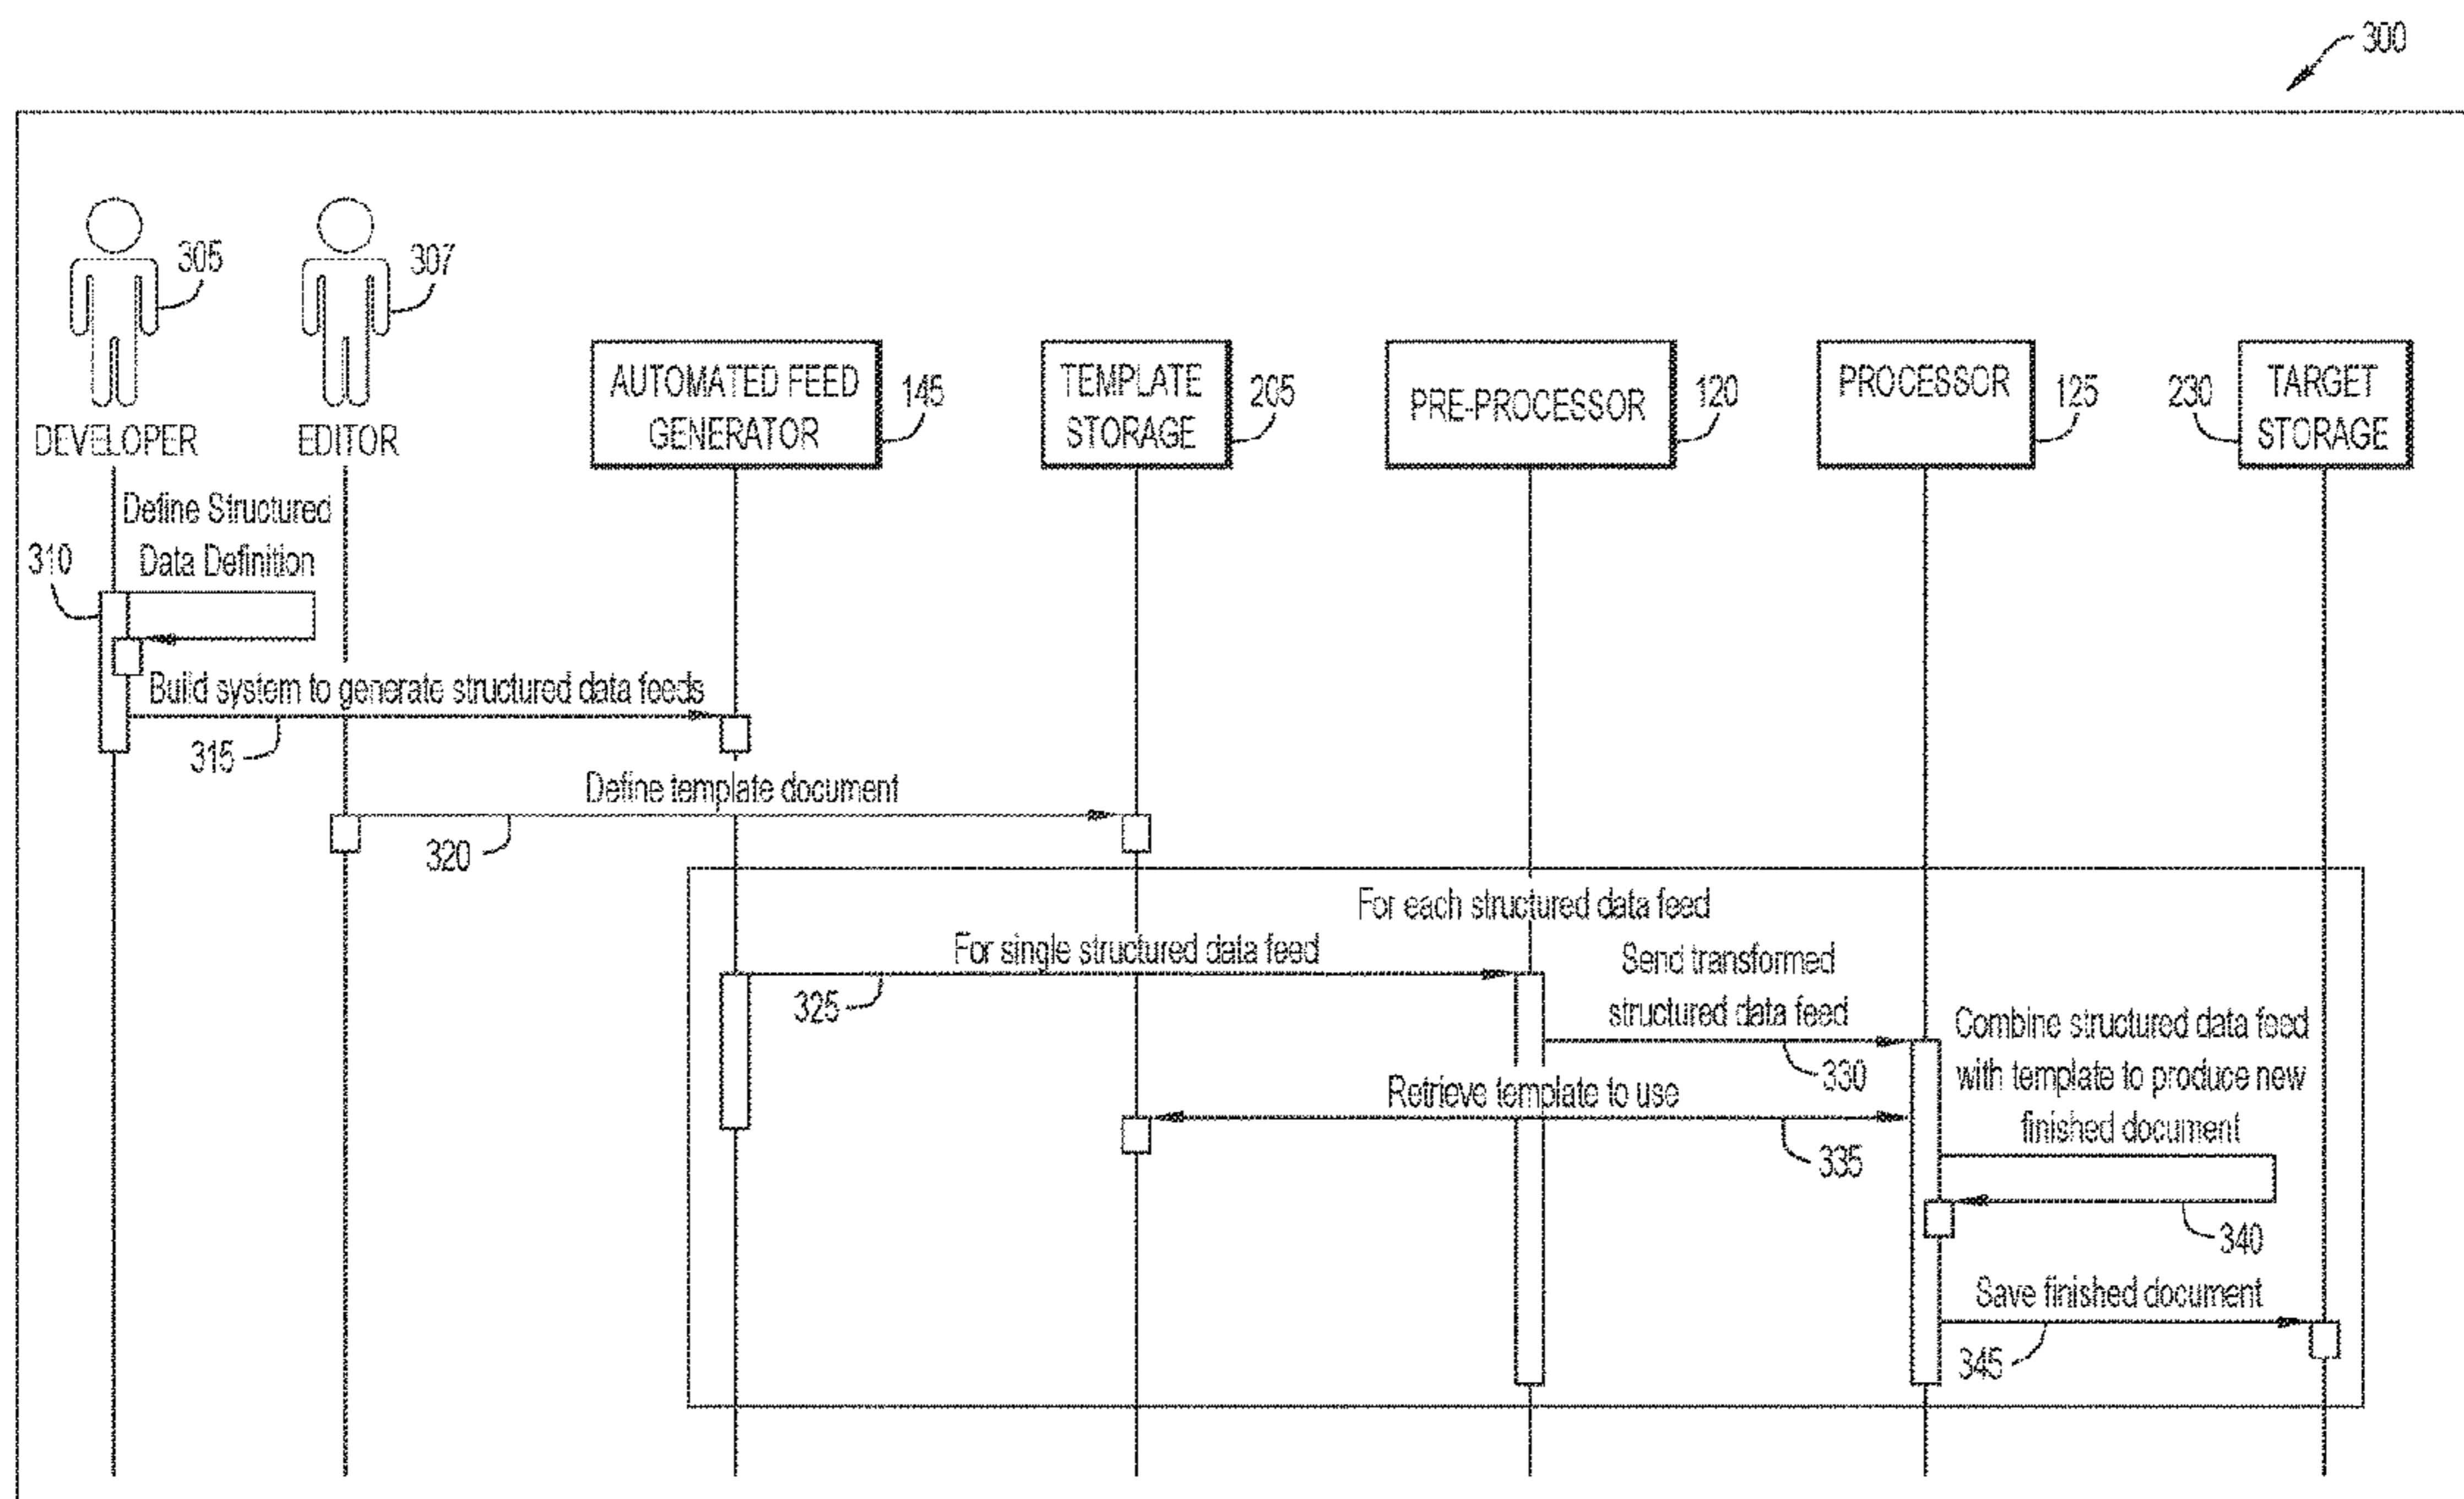 300
305
307
DEVELOPER
EDITOR
AUTOMATED FEED
GENERATOR
145
TEMPLATE
STORAGE
205
PRE-PROCESSOR
120
PROCESSOR
125
230
TARGET
STORAGE
Define Structured
Data Definition
310
Build system to generate structured data feeds
315
Define template document
320
For each structured data feed
For single structured data feed
325
Send transformed
structured data feed
330
Retrieve template to use
335
Combine structured data feed
with template to produce new
finished document
340
Save finished document
345